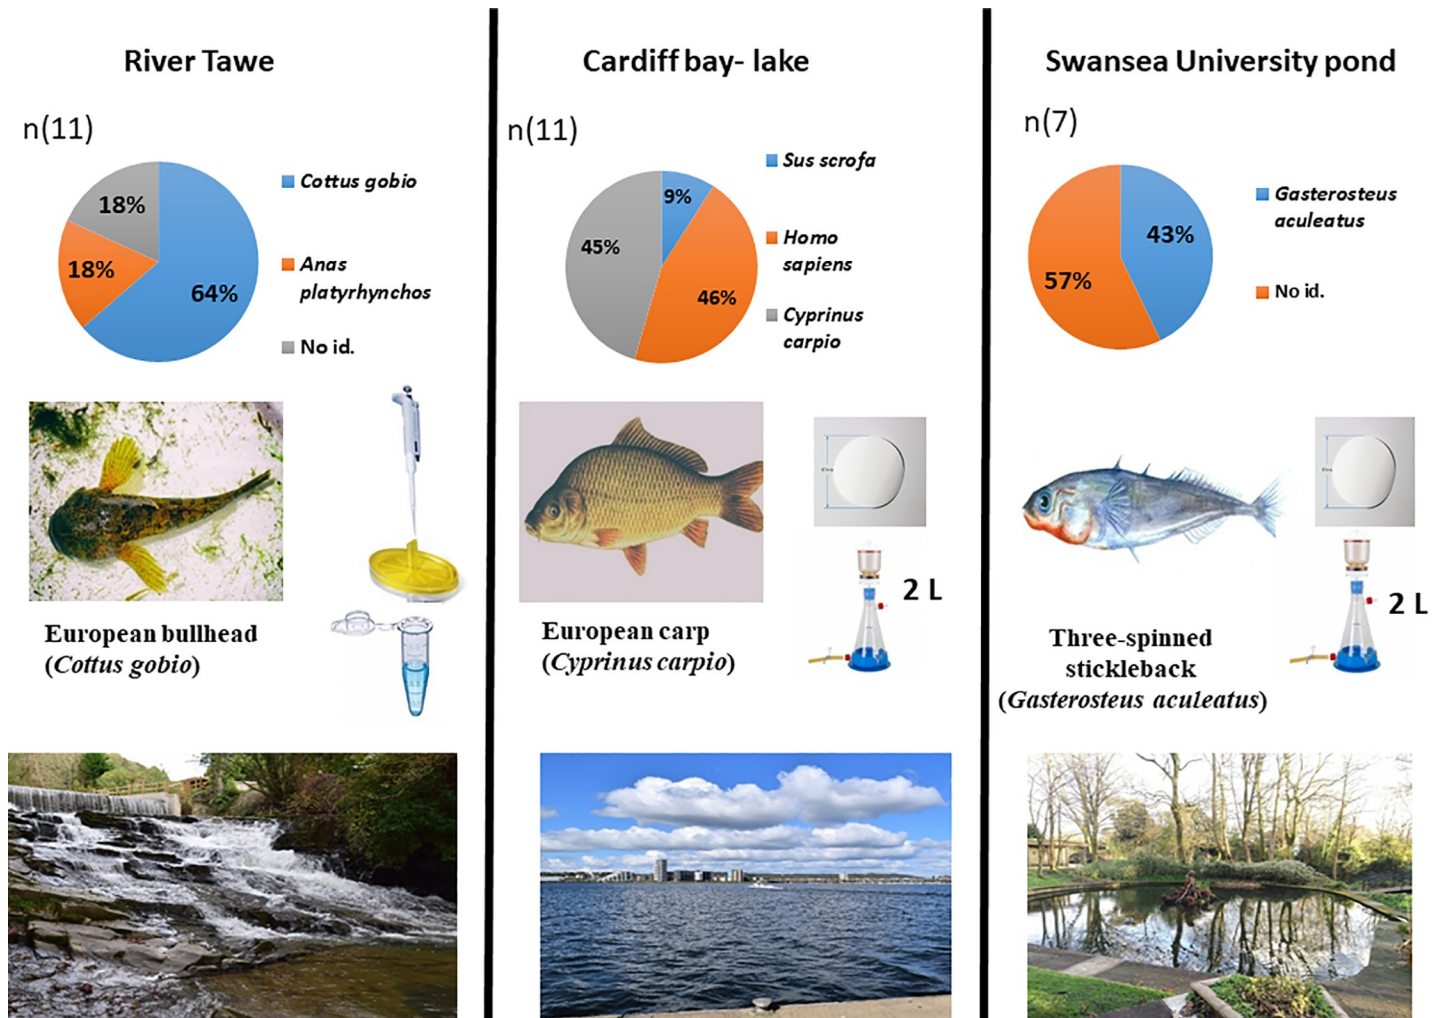 River Tawe
n(11)
18%
18%
64%
Cottus gobio
Anas
platyrhynchos
No id.
European bullhead
(Cottus gobio)
Cardiff bay- lake
n(11)
9%
45%
46%
Sus scrofa
Homo
sapiens
Cyprinus
carpio
2 L
European carp
(Cyprinus carpio)
Swansea University pond
n(7)
43%
57%
Gasterosteus
aculeatus
No id.
2 L
Three-spinned
stickleback
(Gasterosteus aculeatus)